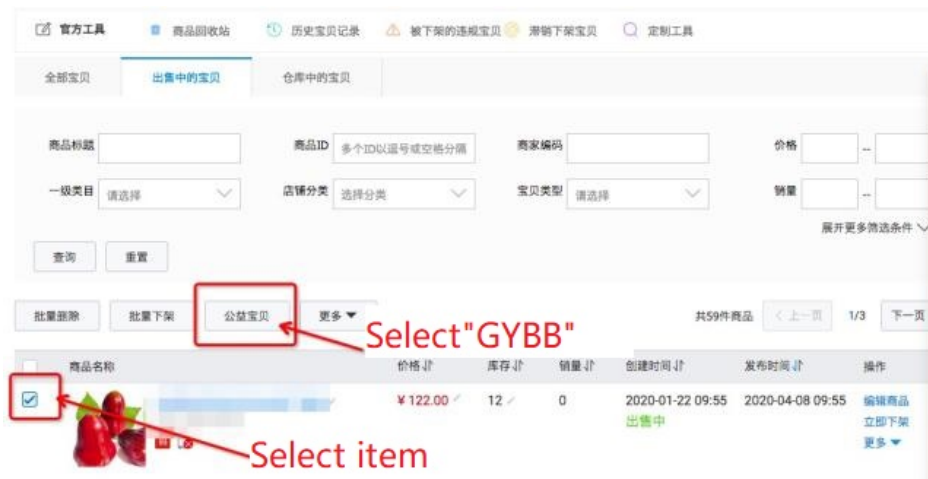 官方工具 商品回收站 历史宝贝记录 被下架的违规宝贝 滞销下架宝贝 定制工具
全部宝贝 出售中的宝贝 仓库中的宝贝
商品标题 商品ID 多个ID以逗号或空格分隔 商家编码 价格 --
一级类目 请选择 店铺分类 选择分类 宝贝类型 请选择 销量 --
展开更多筛选条件
查询 重置
批量删除 批量下架 公益宝贝 更多 共59件商品 上一页 1/3 下一页
Select"GYBB"
商品名称 价格 库存 销量 创建时间 发布时间 操作
¥122.00 12 0 2020-01-22 09:55 2020-04-08 09:55 编辑商品
出售中 立即下架
更多
Select item